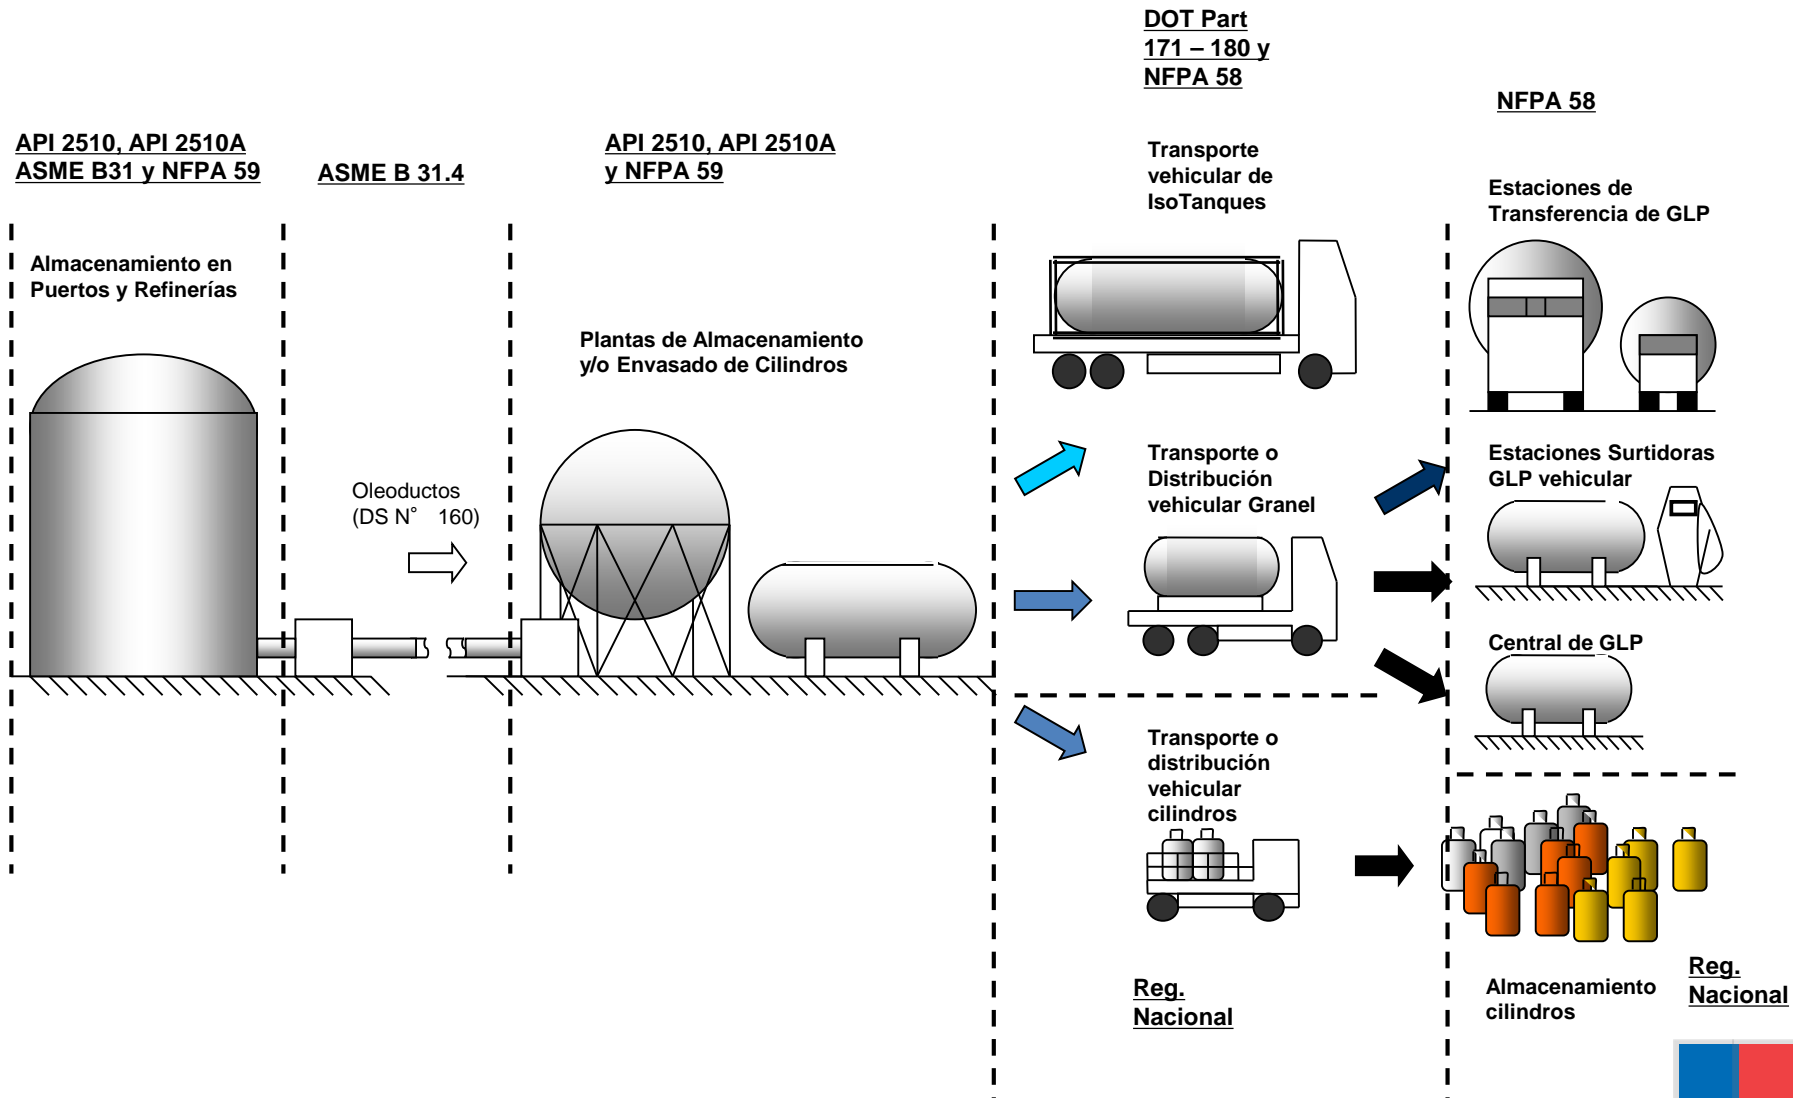 API 2510, API 2510A
ASME B31 y NFPA 59
Almacenamiento en
Puertos y Refinerías
ASME B 31.4
Oleoductos
(DS N° 160)
API 2510, API 2510A
y NFPA 59
Plantas de Almacenamiento
y/o Envasado de Cilindros
DOT Part
171 – 180 y
NFPA 58
Transporte
vehicular de
IsoTanques
Transporte o
Distribución
vehicular Granel
Transporte o
distribución
vehicular
cilindros
Reg.
Nacional
NFPA 58
Estaciones de
Transferencia de GLP
Estaciones Surtidoras
GLP vehicular
Central de GLP
Almacenamiento
cilindros
Reg.
Nacional